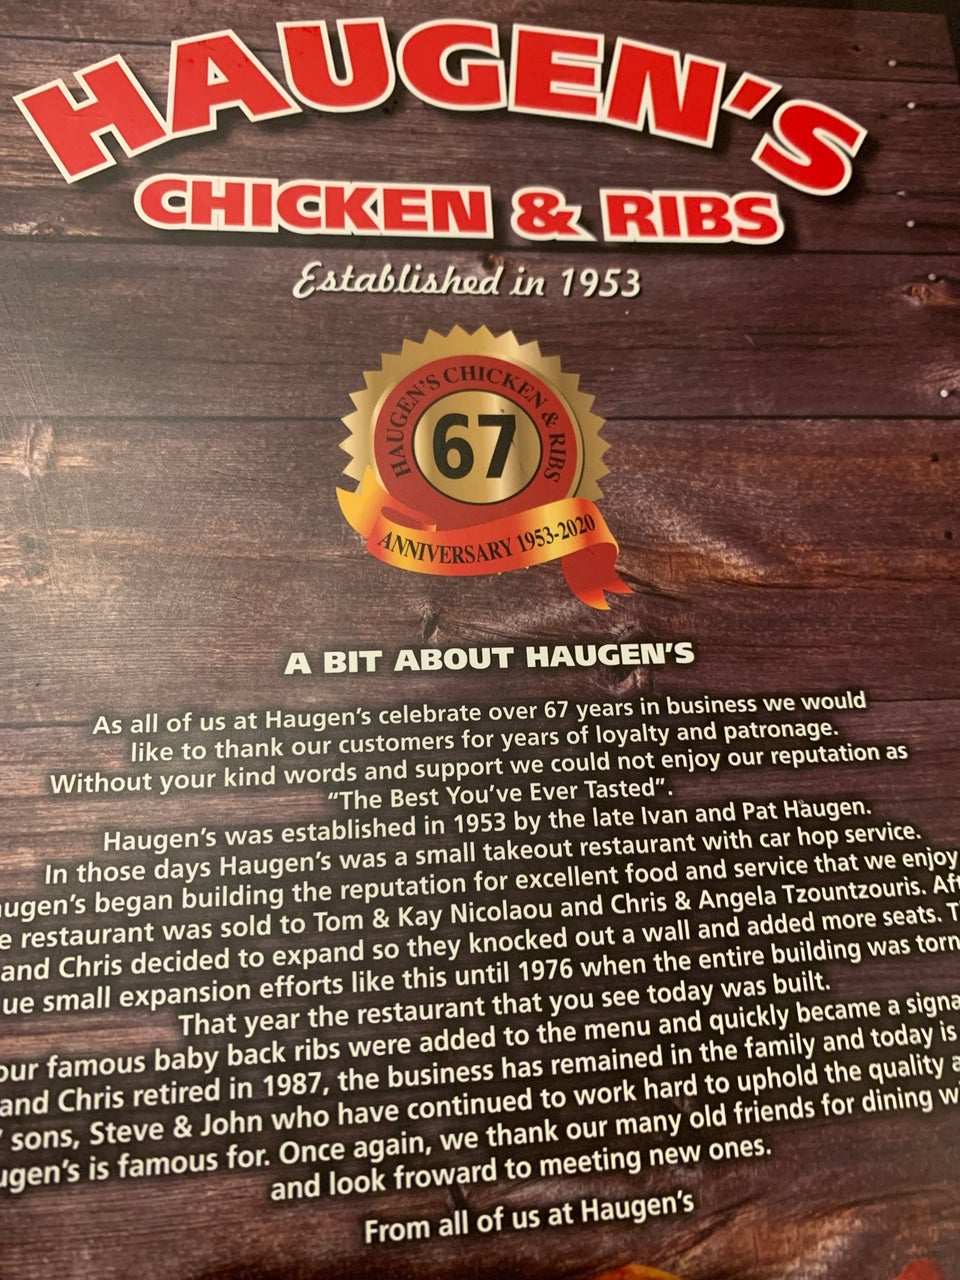 HAUGEN'S
CHICKEN & RIBS
Established in 1953
HAUGEN'S CHICKEN & RIBS
67
ANNIVERSARY 1953-2020
A BIT ABOUT HAUGEN'S
As all of us at Haugen's celebrate over 67 years in business we would
like to thank our customers for years of loyalty and patronage.
Without your kind words and support we could not enjoy our reputation as
"The Best You've Ever Tasted".
Haugen's was established in 1953 by the late Ivan and Pat Haugen.
In those days Haugen's was a small takeout restaurant with car hop service.
augen's began building the reputation for excellent food and service that we enjoy
e restaurant was sold to Tom & Kay Nicolaou and Chris & Angela Tzountzouris. Aft
and Chris decided to expand so they knocked out a wall and added more seats. T
ue small expansion efforts like this until 1976 when the entire building was torn
That year the restaurant that you see today was built.
our famous baby back ribs were added to the menu and quickly became a signa
and Chris retired in 1987, the business has remained in the family and today is
' sons, Steve & John who have continued to work hard to uphold the quality a
ugen's is famous for. Once again, we thank our many old friends for dining w
and look froward to meeting new ones.
From all of us at Haugen's